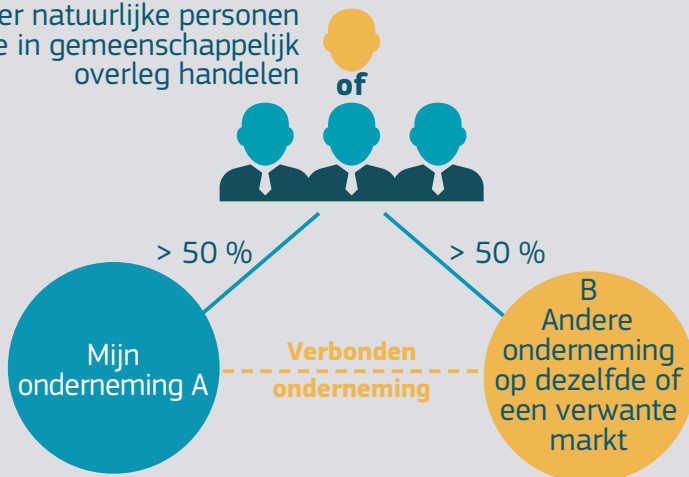 natuurlijke personen
in gemeenschappelijk
overleg handelen
of
> 50 %
> 50 %
Mijn
onderneming A
Verbonden
onderneming
B
Andere
onderneming
op dezelfde of
een verwante
markt